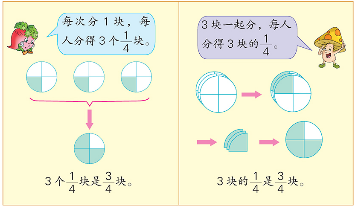 每次分1块，每
人分得3个1/4块。
3个1/4块是3/4块。
3块一起分，每人
分得3块的1/4。
3块的1/4是3/4块。